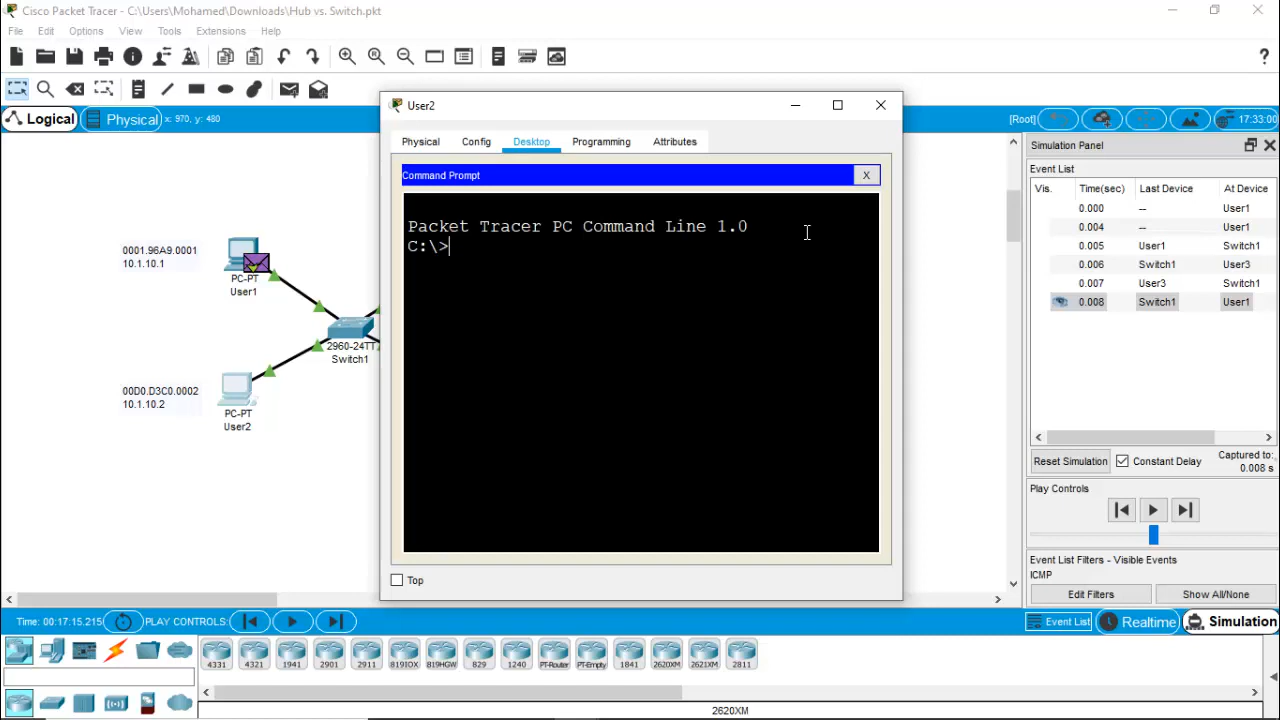 Cisco Packet Tracer - C:\Users\Mohamed\Downloads\Hub vs. Switch.pkt
File Edit Options View Tools Extensions Help
Logical Physical x: 970, y: 480 [Root] 17:33:00
User2
Physical Config Desktop Programming Attributes
Command Prompt X
Packet Tracer PC Command Line 1.0
C:\>
Top
0001.96A9.0001
10.1.10.1
PC-PT
User1
2960-24TT
Switch1
00D0.D3C0.0002
10.1.10.2
PC-PT
User2
Simulation Panel
Event List
Vis. Time(sec) Last Device At Device
0.000 -- User1
0.004 -- User1
0.005 User1 Switch1
0.006 Switch1 User3
0.007 User3 Switch1
0.008 Switch1 User1
Reset Simulation Constant Delay Captured to:
0.008 s
Play Controls
Event List Filters - Visible Events
ICMP
Edit Filters Show All/None
Time: 00:17:15.215 PLAY CONTROLS: Event List Realtime Simulation
4331 4321 1941 2901 2911 819IOX 819HGW 829 1240 PT-Router PT-Empty 1841 2620XM 2621XM 2811
2620XM